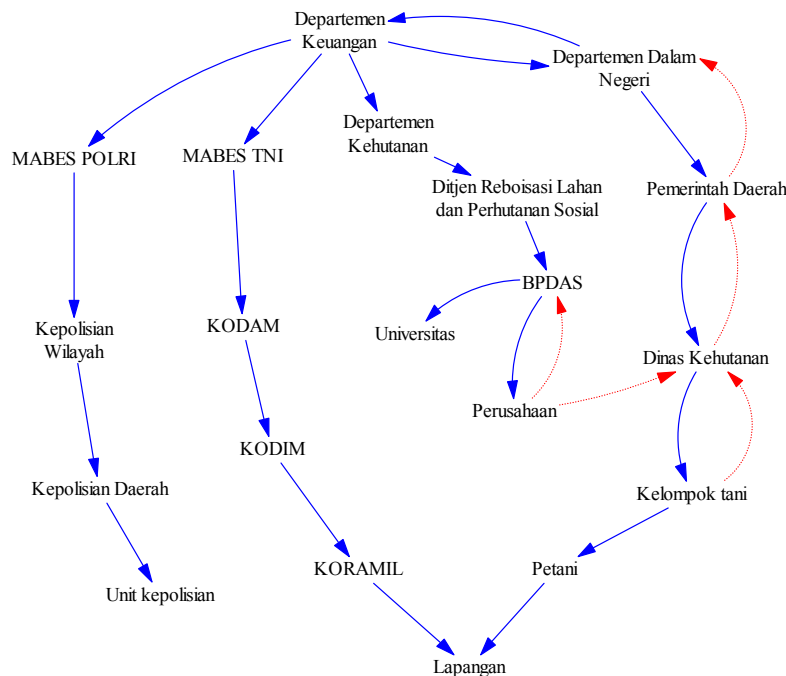 Departemen
Keuangan
Departemen Dalam
Negeri
Departemen
Kehutanan
MABES POLRI
MABES TNI
Ditjen Reboisasi Lahan
dan Perhutanan Sosial
Pemerintah Daerah
BPDAS
Kepolisian
Wilayah
KODAM
Universitas
Dinas Kehutanan
Perusahaan
KODIM
Kepolisian Daerah
Kelompok tani
KORAMIL
Petani
Unit kepolisian
Lapangan